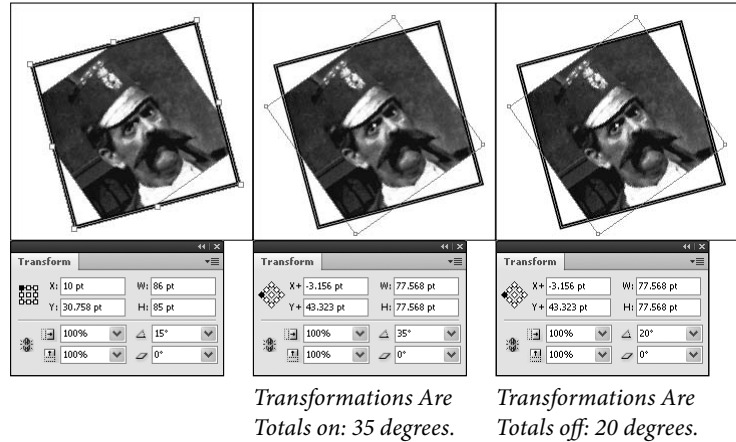 Transform
X: 10 pt W: 86 pt
Y: 30.758 pt H: 85 pt
100% 15°
100% 0°
Transform
X+ -3.156 pt W: 77.568 pt
Y+ 43.323 pt H: 77.568 pt
100% 35°
100% 0°
Transformations Are
Totals on: 35 degrees.
Transform
X+ -3.156 pt W: 77.568 pt
Y+ 43.323 pt H: 77.568 pt
100% 20°
100% 0°
Transformations Are
Totals off: 20 degrees.